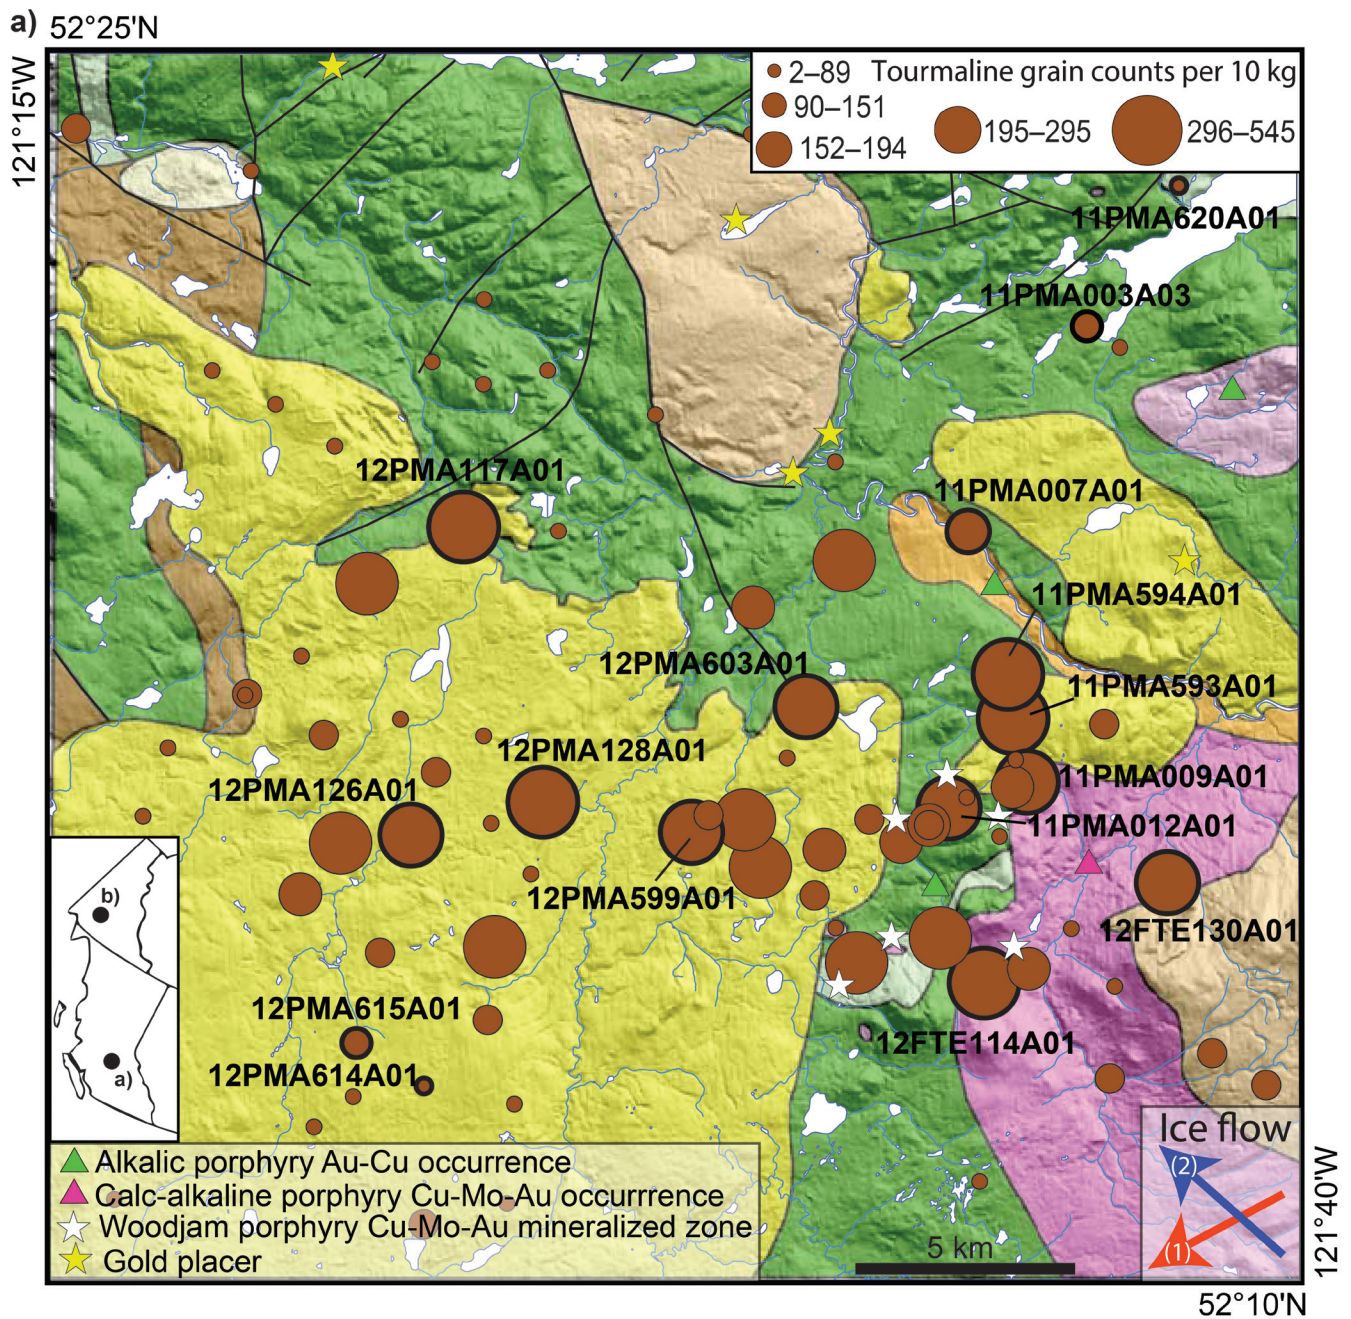 a) 52°25'N
121°15'W
2–89 Tourmaline grain counts per 10 kg
90–151
195–295
296–545
152–194
11PMA620A01
11PMA003A03
12PMA117A01
11PMA007A01
11PMA594A01
12PMA603A01
11PMA593A01
12PMA128A01
11PMA009A01
12PMA126A01
11PMA012A01
12PMA599A01
b)
12FTE130A01
12PMA615A01
12FTE114A01
a)
12PMA614A01
Ice flow
(2)
(1)
Alkalic porphyry Au-Cu occurrence
Calc-alkaline porphyry Cu-Mo-Au occurrrence
Woodjam porphyry Cu-Mo-Au mineralized zone
Gold placer
5 km
121°40'W
52°10'N